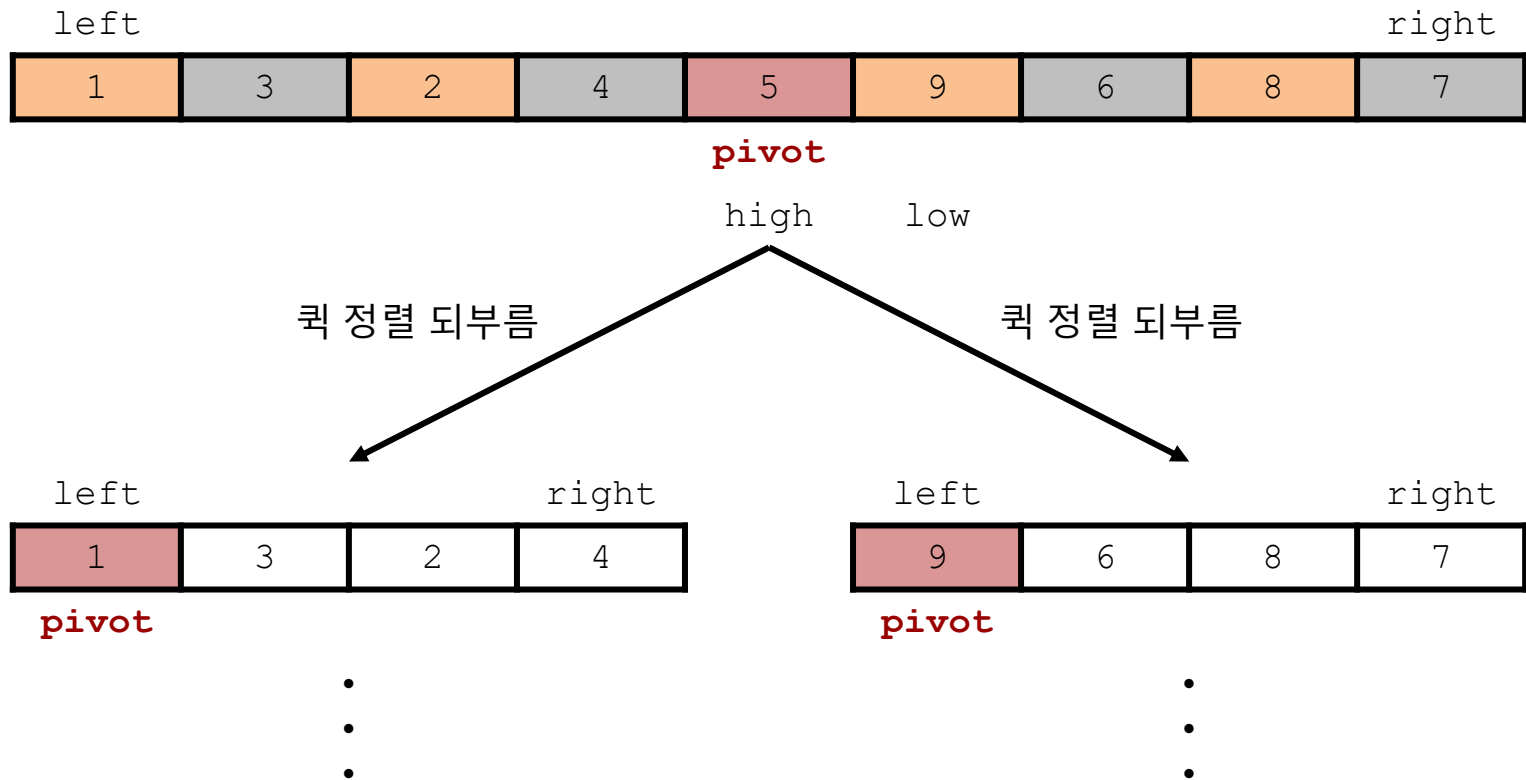 left right
1 3 2 4 5 9 6 8 7
pivot
high low
퀵 정렬 되부름 퀵 정렬 되부름
left right left right
1 3 2 4 9 6 8 7
pivot pivot